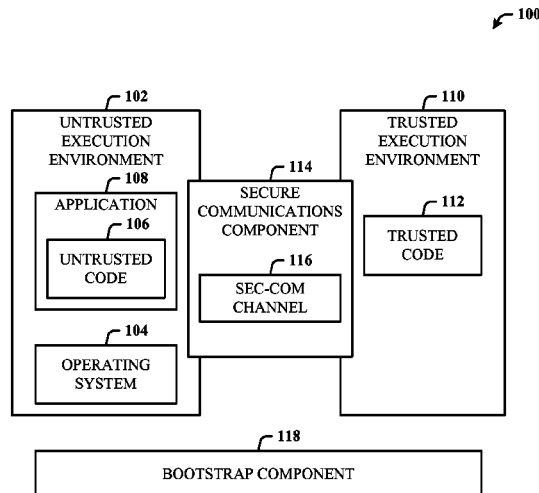 100
102
UNTRUSTED
EXECUTION
ENVIRONMENT
108
APPLICATION
106
UNTRUSTED
CODE
104
OPERATING
SYSTEM
114
SECURE
COMMUNICATIONS
COMPONENT
116
SEC-COM
CHANNEL
110
TRUSTED
EXECUTION
ENVIRONMENT
112
TRUSTED
CODE
118
BOOTSTRAP COMPONENT